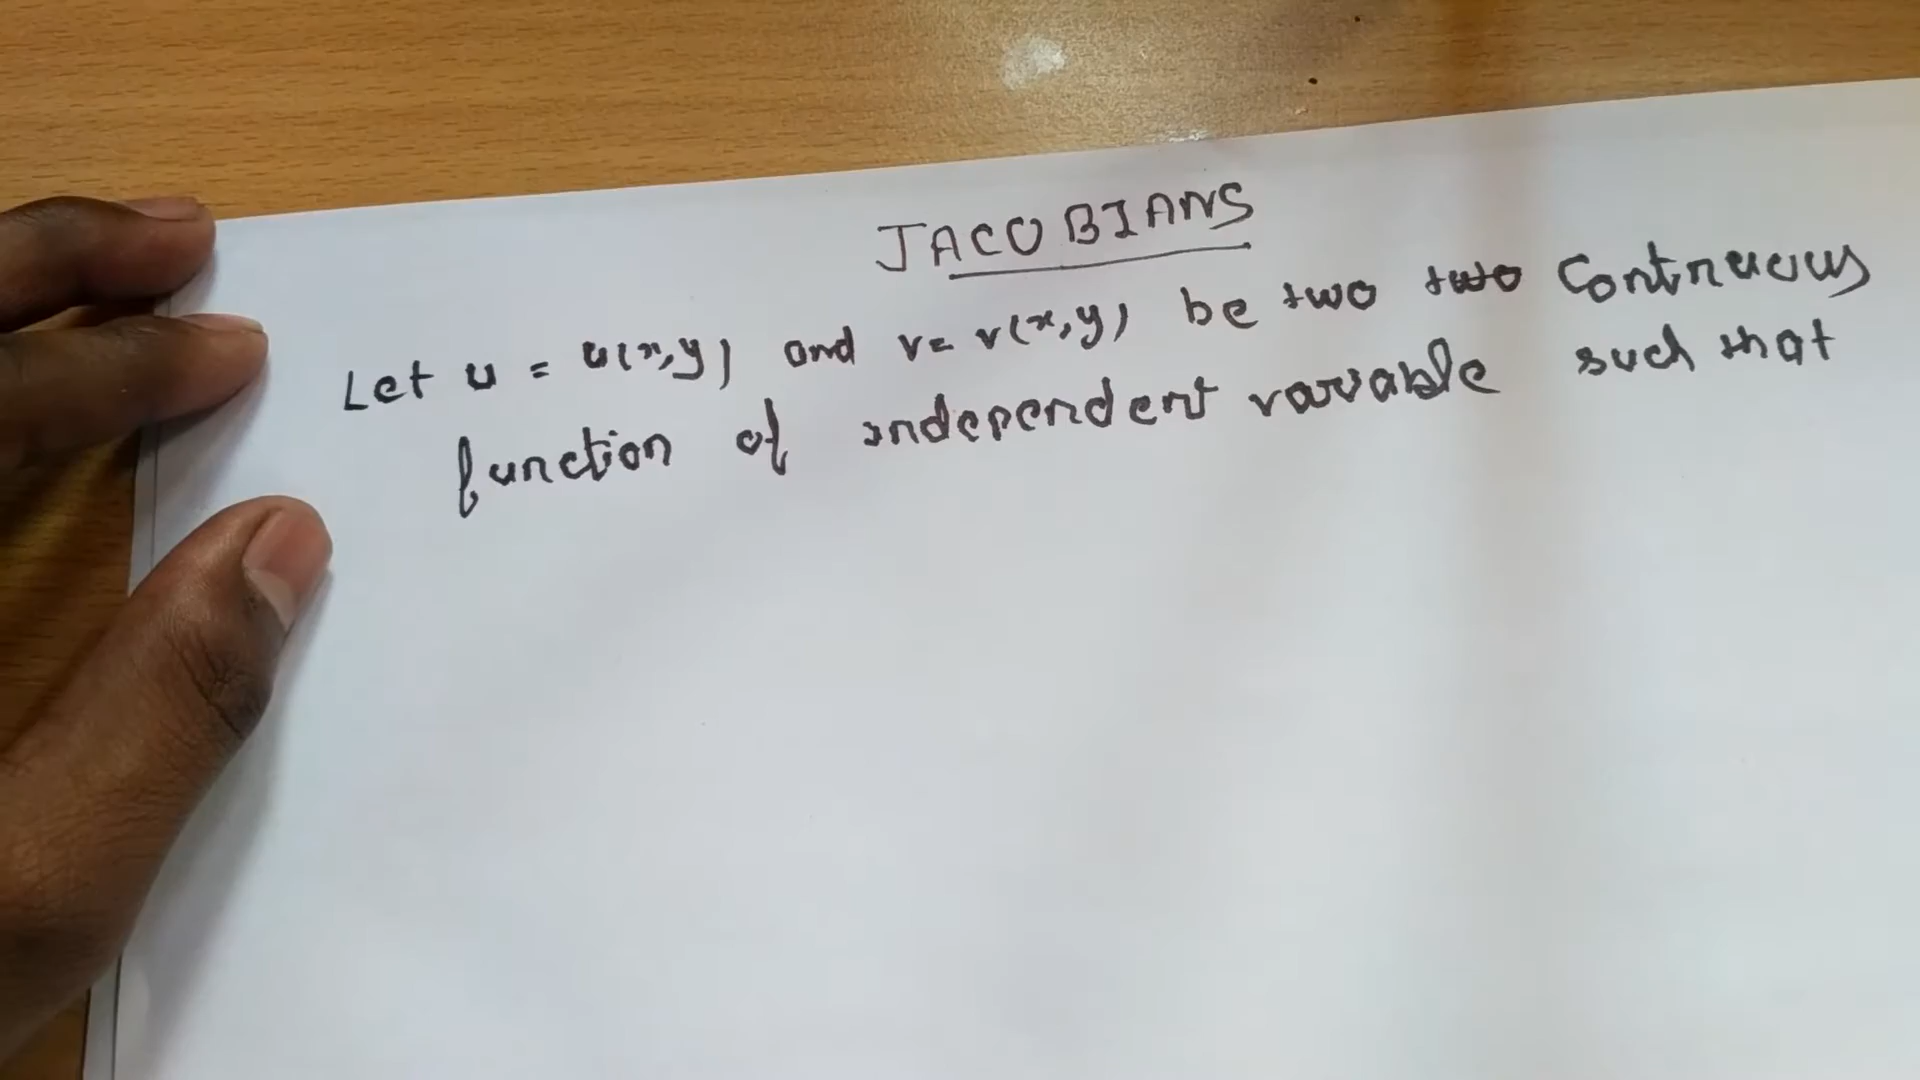 JACOBIANS
Let u = u(x,y) and v= v(x,y) be two two Continuous
function of independent variable such that